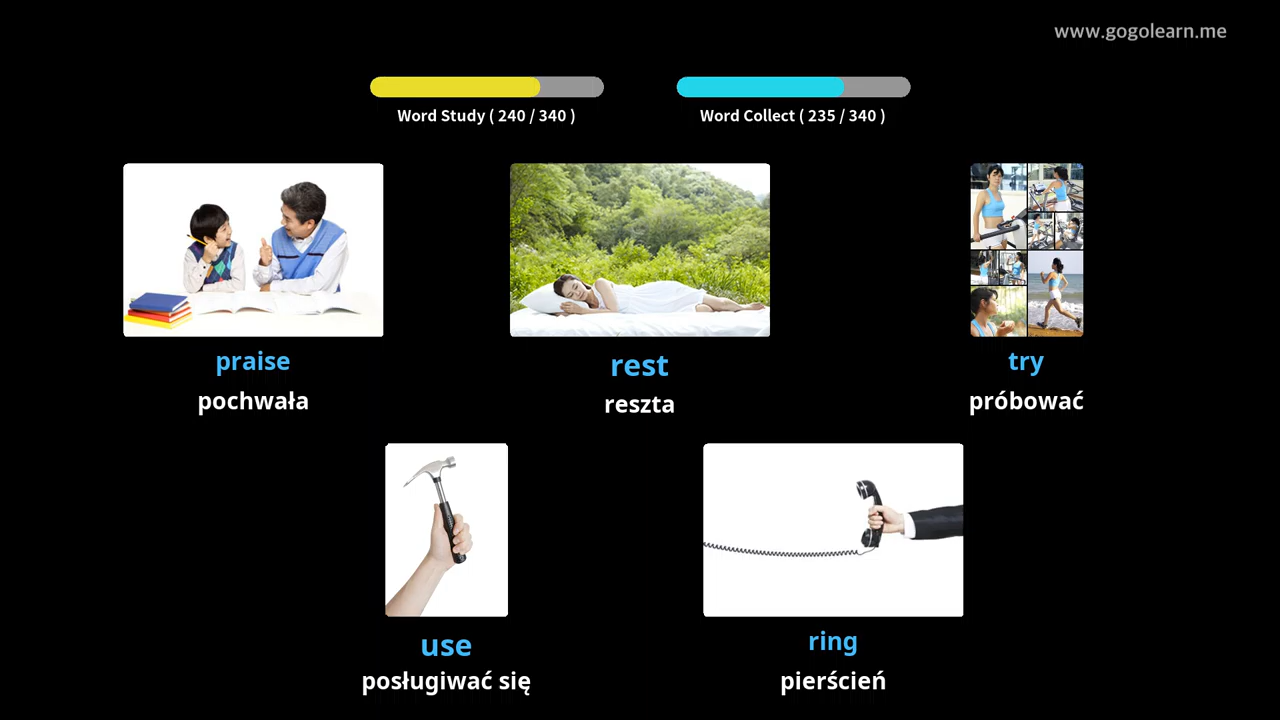 www.gogolearn.me
Word Study ( 240 / 340 )
Word Collect ( 235 / 340 )
praise
pochwała
rest
reszta
try
próbować
use
posługiwać się
ring
pierścień